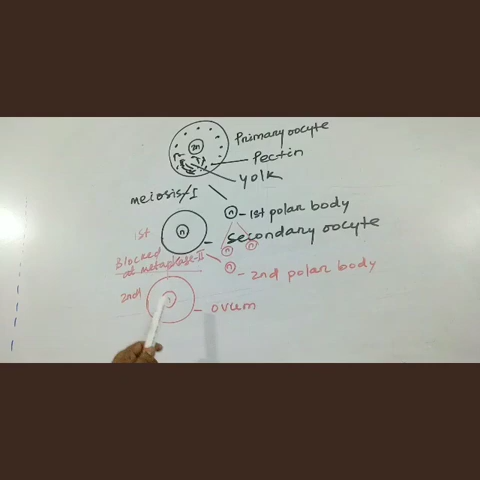 Primary oocyte
2n
Pectin
yolk
meiosis/I
n - 1st polar body
1st
n
- Secondary oocyte
Blocked
at metaphase-II
n n
n - 2nd polar body
2nd
n
- ovum